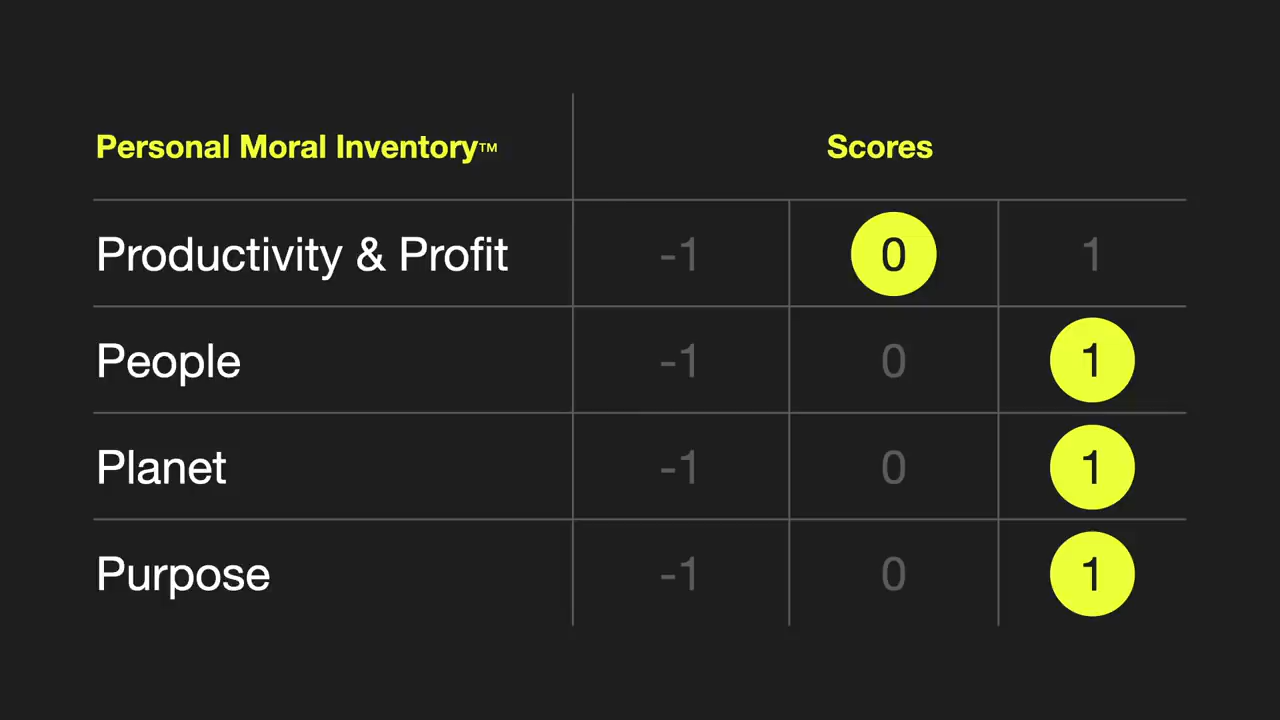 Personal Moral Inventory™ Scores
Productivity & Profit -1 0 1
People -1 0 1
Planet -1 0 1
Purpose -1 0 1